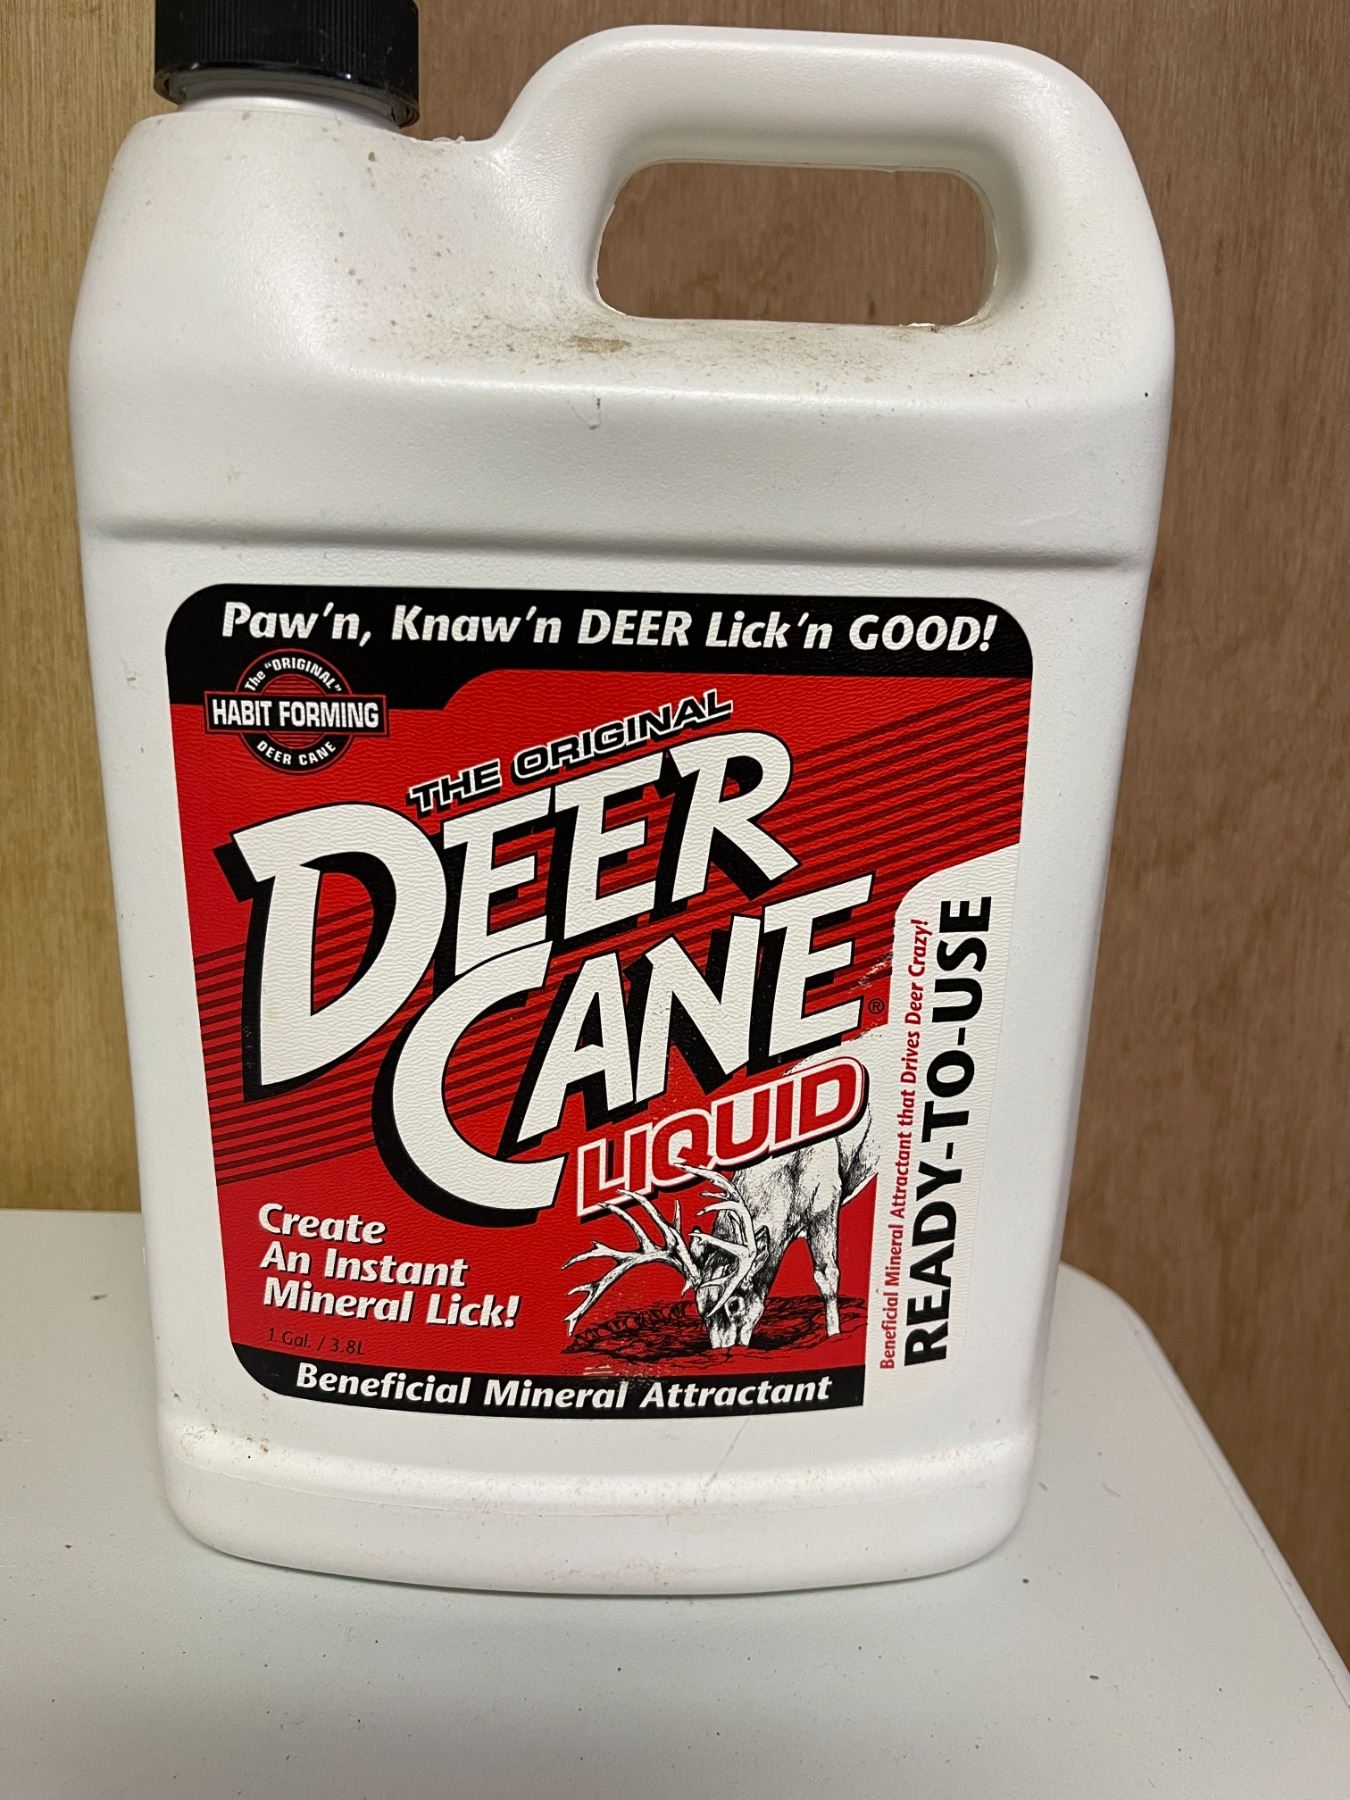 Paw'n, Knaw'n DEER Lick'n GOOD!
The "ORIGINAL"
HABIT FORMING
DEER CANE
THE ORIGINAL
DEER
CANE®
LIQUID
Create
An Instant
Mineral Lick!
1 Gal. / 3.8L
Beneficial Mineral Attractant
Beneficial Mineral Attractant that Drives Deer Crazy!
READY-TO-USE